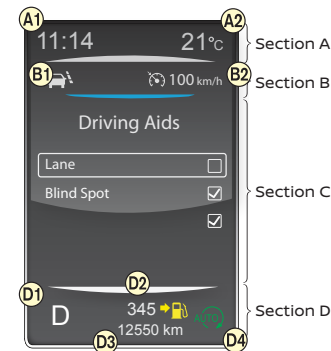 A1
A2
11:14
21°C
Section A
B1
100 km/h
B2
Section B
Driving Aids
Lane
Blind Spot
Section C
D1
D2
D
345
AUTO
Section D
12550 km
D3
D4